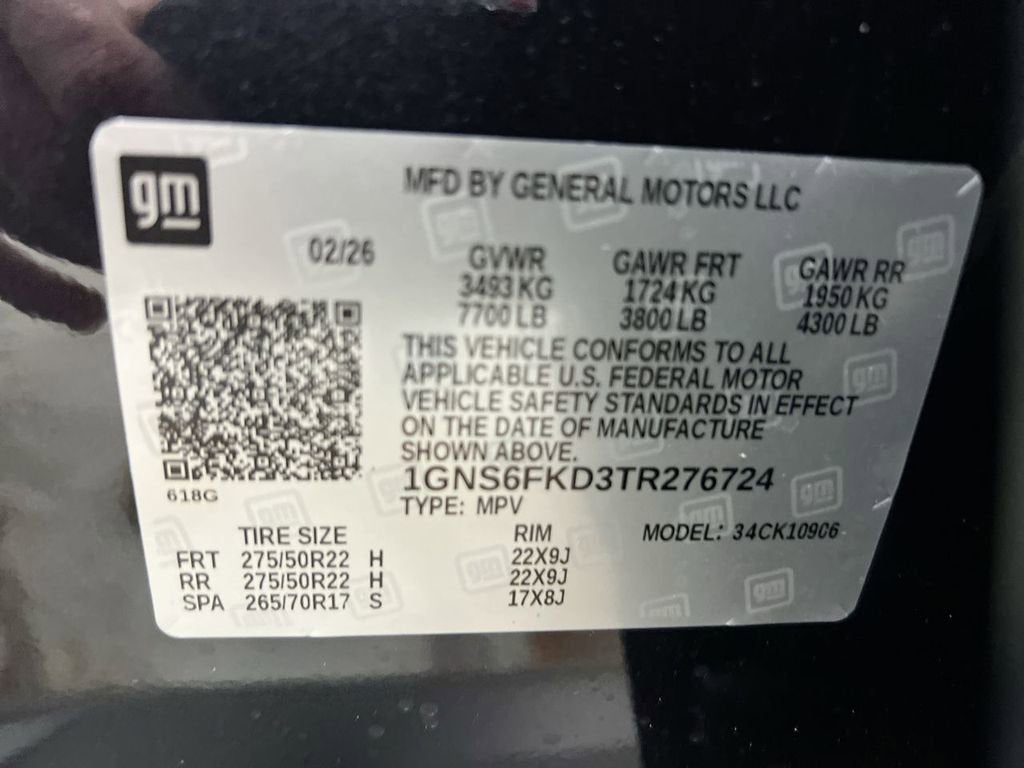 gm
MFD BY GENERAL MOTORS LLC
02/26
GVWR GAWR FRT GAWR RR
3493 KG 1724 KG 1950 KG
7700 LB 3800 LB 4300 LB
THIS VEHICLE CONFORMS TO ALL
APPLICABLE U.S. FEDERAL MOTOR
VEHICLE SAFETY STANDARDS IN EFFECT
ON THE DATE OF MANUFACTURE
SHOWN ABOVE.
1GNS6FKD3TR276724
618G
TYPE: MPV
TIRE SIZE RIM MODEL: 34CK10906
FRT 275/50R22 H 22X9J
RR 275/50R22 H 22X9J
SPA 265/70R17 S 17X8J